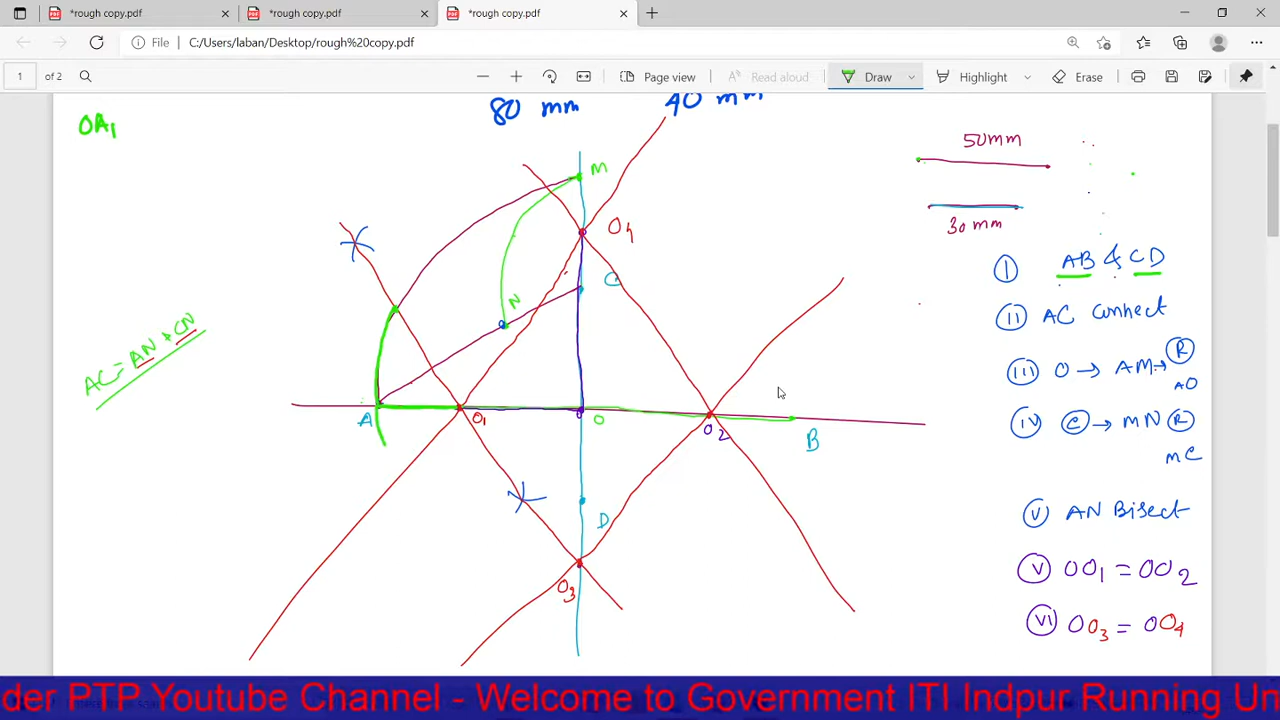 *rough copy.pdf
*rough copy.pdf
*rough copy.pdf
File C:/Users/laban/Desktop/rough%20copy.pdf
1 of 2 Page view Read aloud Draw Highlight Erase
80 mm 40 mm
OA1
50mm
30mm
M
O4
C
N
AC = AN + CN
A
O1
O
O2
B
D
O3
I AB & CD
II AC Connect
III O → AM → R
AO
IV C → MN R
MC
V AN Bisect
V OO1 = OO2
VI OO3 = OO4
der PTP Youtube Channel - Welcome to Government ITI Indpur Running Un